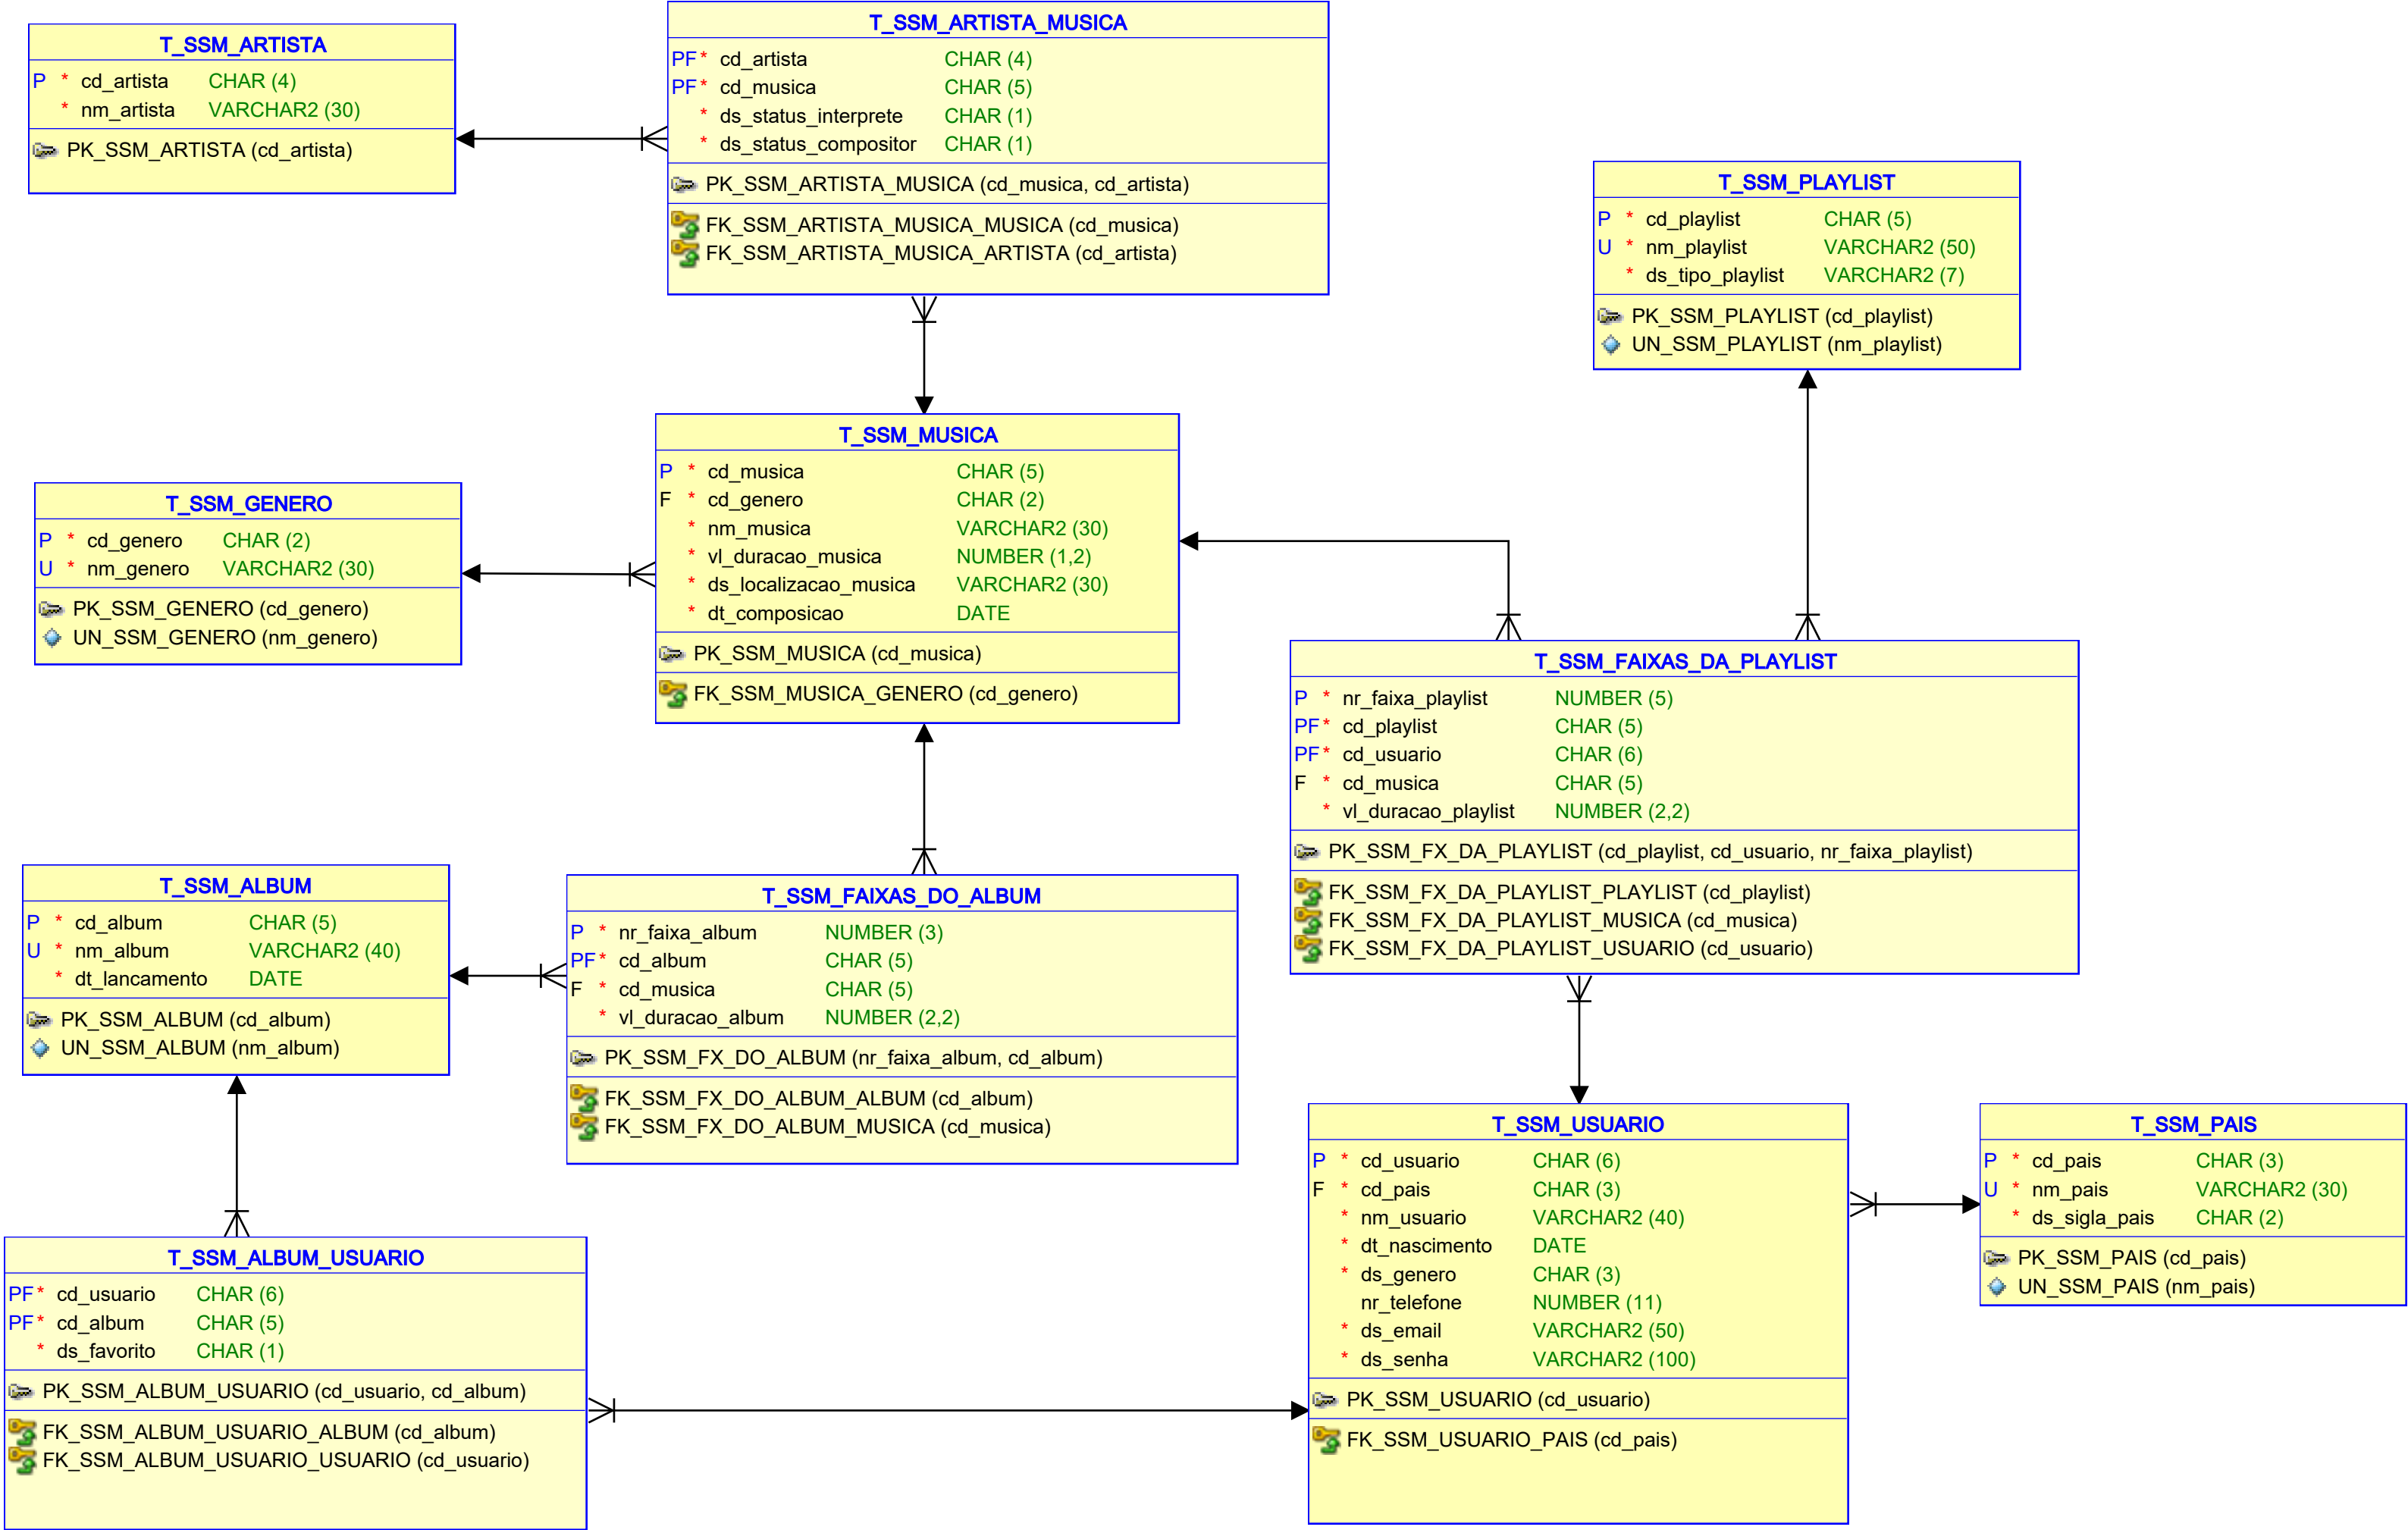 T_SSM_ARTISTA
P * cd_artista CHAR (4)
* nm_artista VARCHAR2 (30)
PK_SSM_ARTISTA (cd_artista)
T_SSM_ARTISTA_MUSICA
PF * cd_artista CHAR (4)
PF * cd_musica CHAR (5)
* ds_status_interprete CHAR (1)
* ds_status_compositor CHAR (1)
PK_SSM_ARTISTA_MUSICA (cd_musica, cd_artista)
FK_SSM_ARTISTA_MUSICA_MUSICA (cd_musica)
FK_SSM_ARTISTA_MUSICA_ARTISTA (cd_artista)
T_SSM_PLAYLIST
P * cd_playlist CHAR (5)
U * nm_playlist VARCHAR2 (50)
* ds_tipo_playlist VARCHAR2 (7)
PK_SSM_PLAYLIST (cd_playlist)
UN_SSM_PLAYLIST (nm_playlist)
T_SSM_GENERO
P * cd_genero CHAR (2)
U * nm_genero VARCHAR2 (30)
PK_SSM_GENERO (cd_genero)
UN_SSM_GENERO (nm_genero)
T_SSM_MUSICA
P * cd_musica CHAR (5)
F * cd_genero CHAR (2)
* nm_musica VARCHAR2 (30)
* vl_duracao_musica NUMBER (1,2)
* ds_localizacao_musica VARCHAR2 (30)
* dt_composicao DATE
PK_SSM_MUSICA (cd_musica)
FK_SSM_MUSICA_GENERO (cd_genero)
T_SSM_FAIXAS_DA_PLAYLIST
P * nr_faixa_playlist NUMBER (5)
PF * cd_playlist CHAR (5)
PF * cd_usuario CHAR (6)
F * cd_musica CHAR (5)
* vl_duracao_playlist NUMBER (2,2)
PK_SSM_FX_DA_PLAYLIST (cd_playlist, cd_usuario, nr_faixa_playlist)
FK_SSM_FX_DA_PLAYLIST_PLAYLIST (cd_playlist)
FK_SSM_FX_DA_PLAYLIST_MUSICA (cd_musica)
FK_SSM_FX_DA_PLAYLIST_USUARIO (cd_usuario)
T_SSM_ALBUM
P * cd_album CHAR (5)
U * nm_album VARCHAR2 (40)
* dt_lancamento DATE
PK_SSM_ALBUM (cd_album)
UN_SSM_ALBUM (nm_album)
T_SSM_FAIXAS_DO_ALBUM
P * nr_faixa_album NUMBER (3)
PF * cd_album CHAR (5)
F * cd_musica CHAR (5)
* vl_duracao_album NUMBER (2,2)
PK_SSM_FX_DO_ALBUM (nr_faixa_album, cd_album)
FK_SSM_FX_DO_ALBUM_ALBUM (cd_album)
FK_SSM_FX_DO_ALBUM_MUSICA (cd_musica)
T_SSM_USUARIO
P * cd_usuario CHAR (6)
F * cd_pais CHAR (3)
* nm_usuario VARCHAR2 (40)
* dt_nascimento DATE
* ds_genero CHAR (3)
nr_telefone NUMBER (11)
* ds_email VARCHAR2 (50)
* ds_senha VARCHAR2 (100)
PK_SSM_USUARIO (cd_usuario)
FK_SSM_USUARIO_PAIS (cd_pais)
T_SSM_PAIS
P * cd_pais CHAR (3)
U * nm_pais VARCHAR2 (30)
* ds_sigla_pais CHAR (2)
PK_SSM_PAIS (cd_pais)
UN_SSM_PAIS (nm_pais)
T_SSM_ALBUM_USUARIO
PF * cd_usuario CHAR (6)
PF * cd_album CHAR (5)
* ds_favorito CHAR (1)
PK_SSM_ALBUM_USUARIO (cd_usuario, cd_album)
FK_SSM_ALBUM_USUARIO_ALBUM (cd_album)
FK_SSM_ALBUM_USUARIO_USUARIO (cd_usuario)